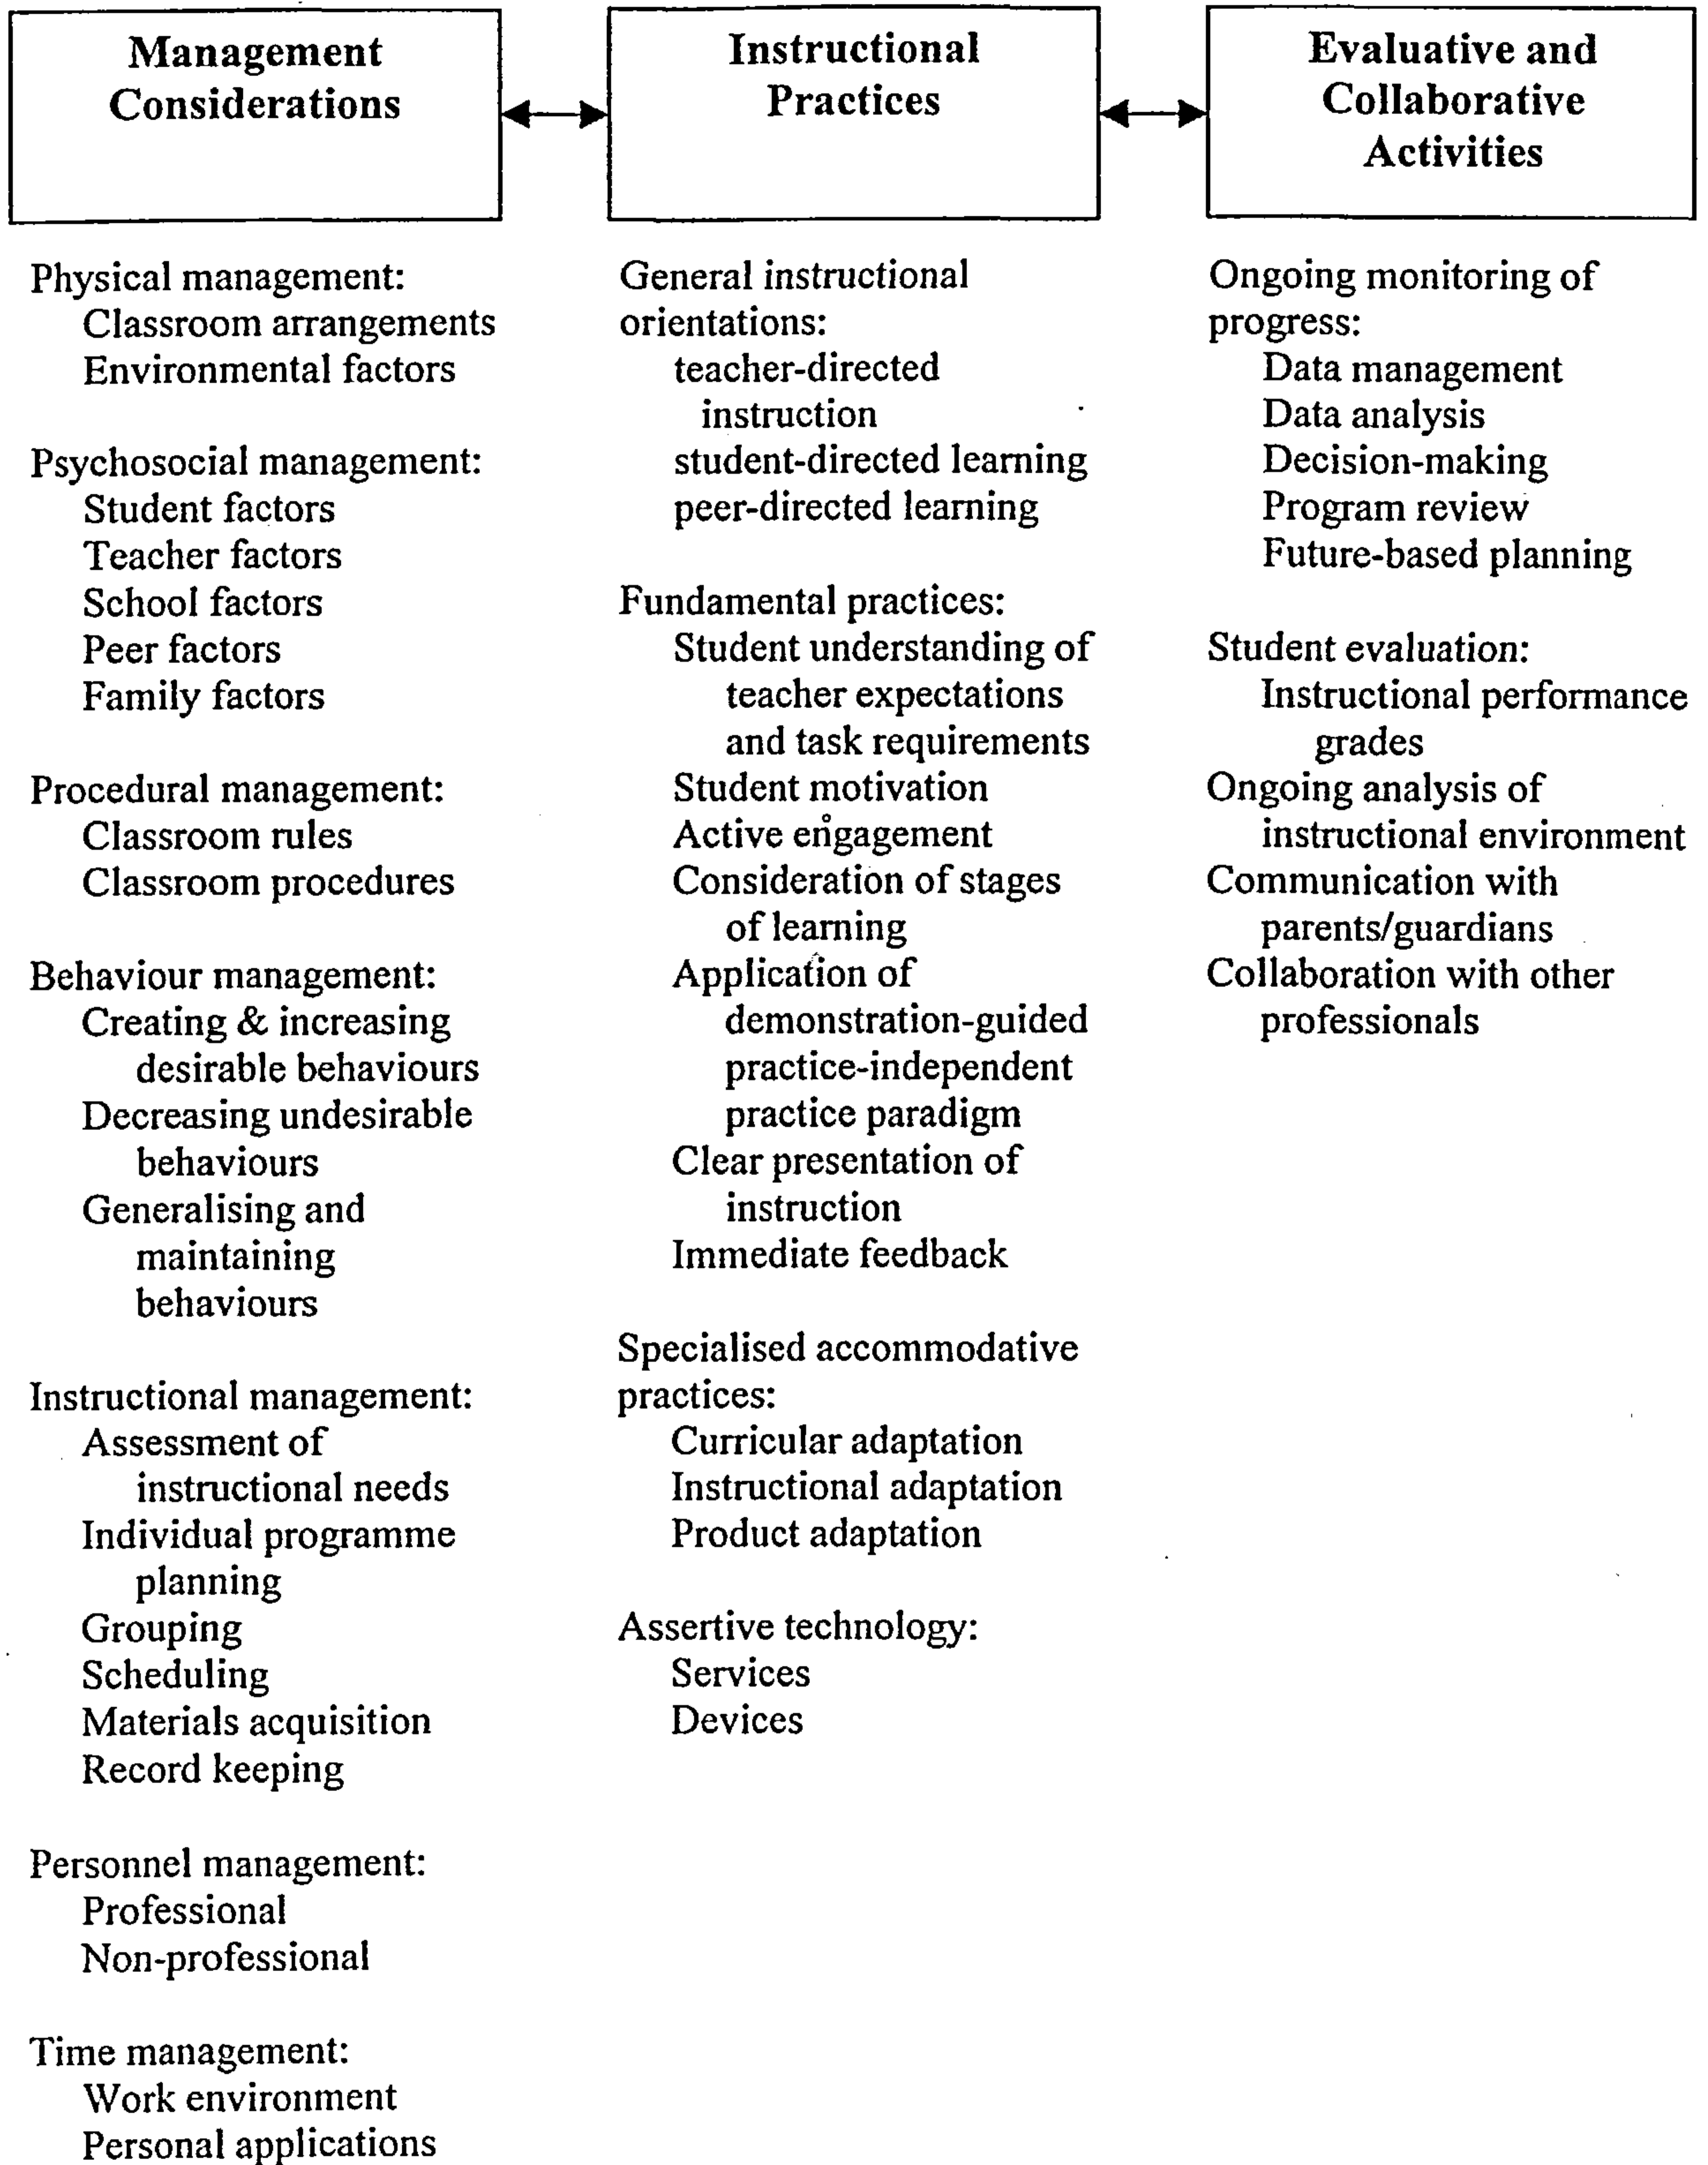 Management
Considerations
Instructional
Practices
Evaluative and
Collaborative
Activities
Physical management:
Classroom arrangements
Environmental factors
Psychosocial management:
Student factors
Teacher factors
School factors
Peer factors
Family factors
Procedural management:
Classroom rules
Classroom procedures
Behaviour management:
Creating & increasing
desirable behaviours
Decreasing undesirable
behaviours
Generalising and
maintaining
behaviours
Instructional management:
Assessment of
instructional needs
Individual programme
planning
Grouping
Scheduling
Materials acquisition
Record keeping
Personnel management:
Professional
Non-professional
Time management:
Work environment
Personal applications
General instructional
orientations:
teacher-directed
instruction
student-directed learning
peer-directed learning
Fundamental practices:
Student understanding of
teacher expectations
and task requirements
Student motivation
Active engagement
Consideration of stages
of learning
Application of
demonstration-guided
practice-independent
practice paradigm
Clear presentation of
instruction
Immediate feedback
Specialised accommodative
practices:
Curricular adaptation
Instructional adaptation
Product adaptation
Assertive technology:
Services
Devices
Ongoing monitoring of
progress:
Data management
Data analysis
Decision-making
Program review
Future-based planning
Student evaluation:
Instructional performance
grades
Ongoing analysis of
instructional environment
Communication with
parents/guardians
Collaboration with other
professionals